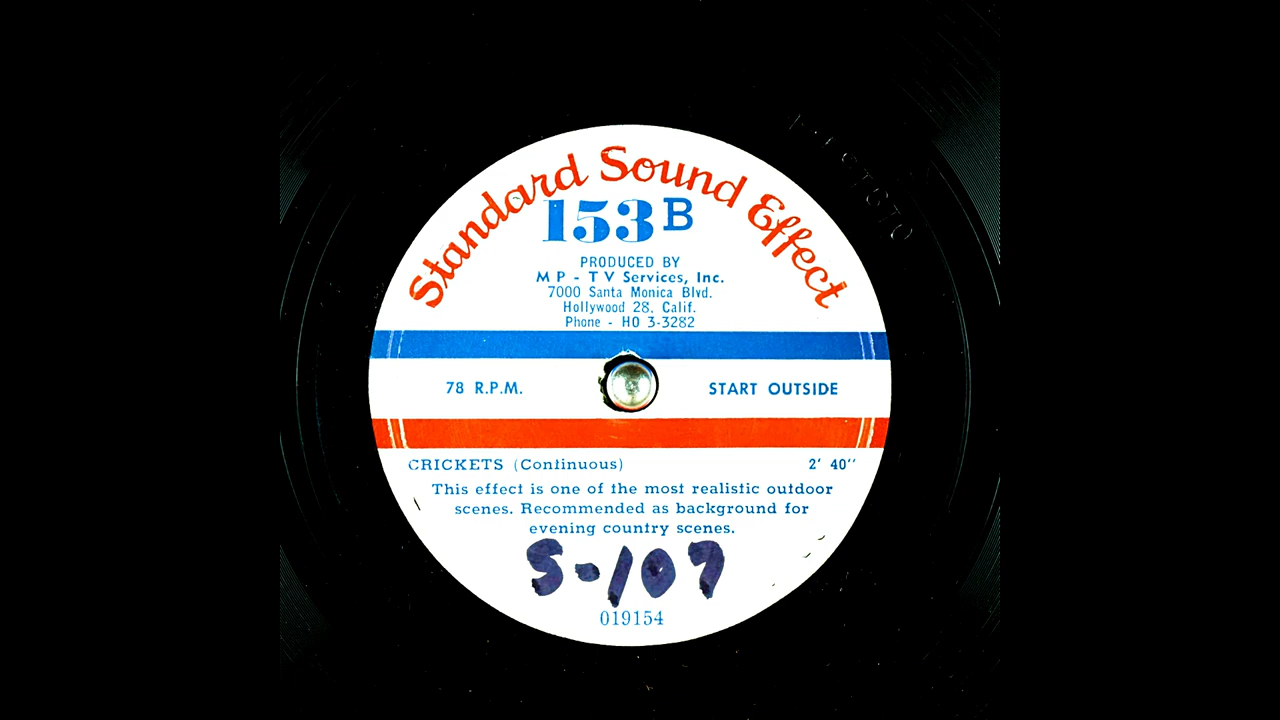 Standard Sound Effect
153B
PRODUCED BY
MP-TV Services, Inc.
7000 Santa Monica Blvd.
Hollywood 28, Calif.
Phone - HO 3-3282
78 R.P.M. START OUTSIDE
CRICKETS (Continuous) 2' 40"
This effect is one of the most realistic outdoor
scenes. Recommended as background for
evening country scenes.
S-107
019154